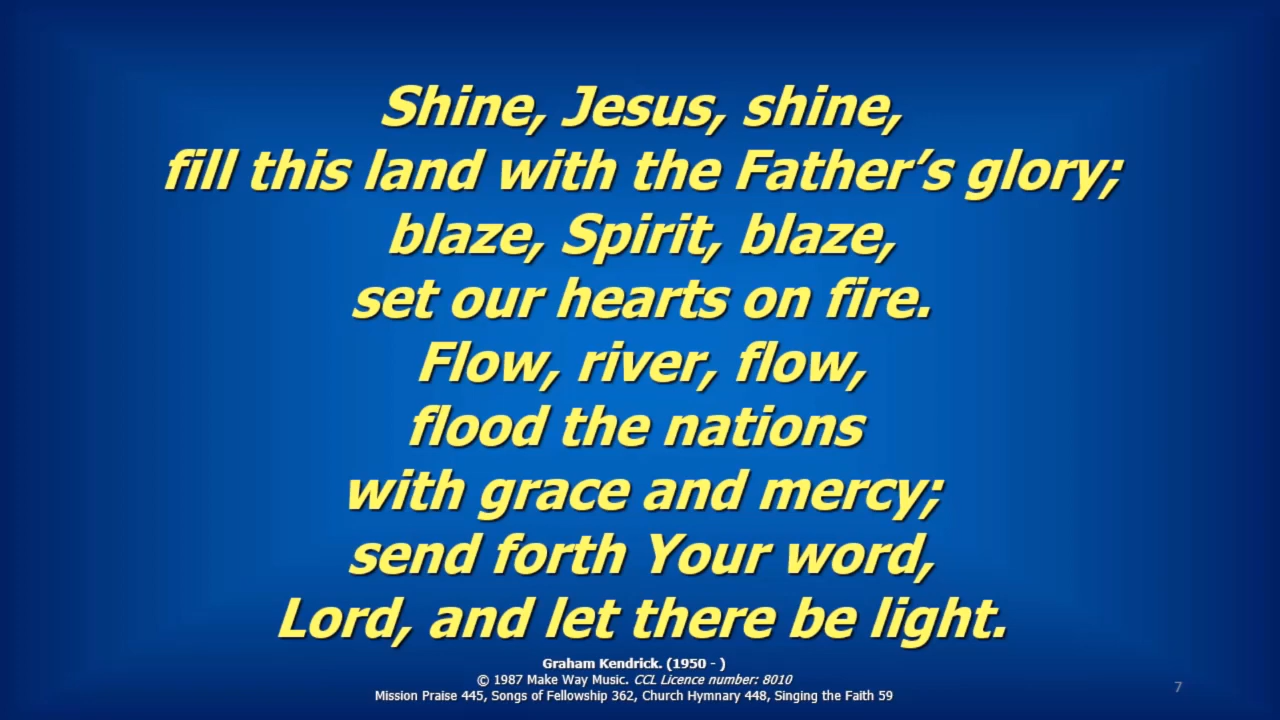 Shine, Jesus, shine,
fill this land with the Father’s glory;
blaze, Spirit, blaze,
set our hearts on fire.
Flow, river, flow,
flood the nations
with grace and mercy;
send forth Your word,
Lord, and let there be light.
Graham Kendrick. (1950 - )
© 1987 Make Way Music. CCL Licence number: 8010
Mission Praise 445, Songs of Fellowship 362, Church Hymnary 448, Singing the Faith 59
7